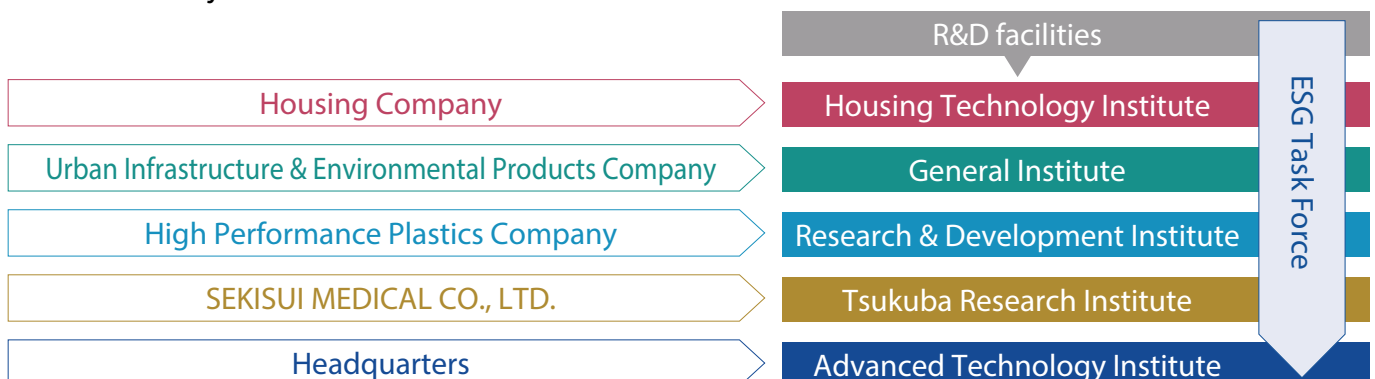 R&D facilities
Housing Company
Housing Technology Institute
Urban Infrastructure & Environmental Products Company
General Institute
High Performance Plastics Company
Research & Development Institute
SEKISUI MEDICAL CO., LTD.
Tsukuba Research Institute
Headquarters
Advanced Technology Institute
ESG Task Force